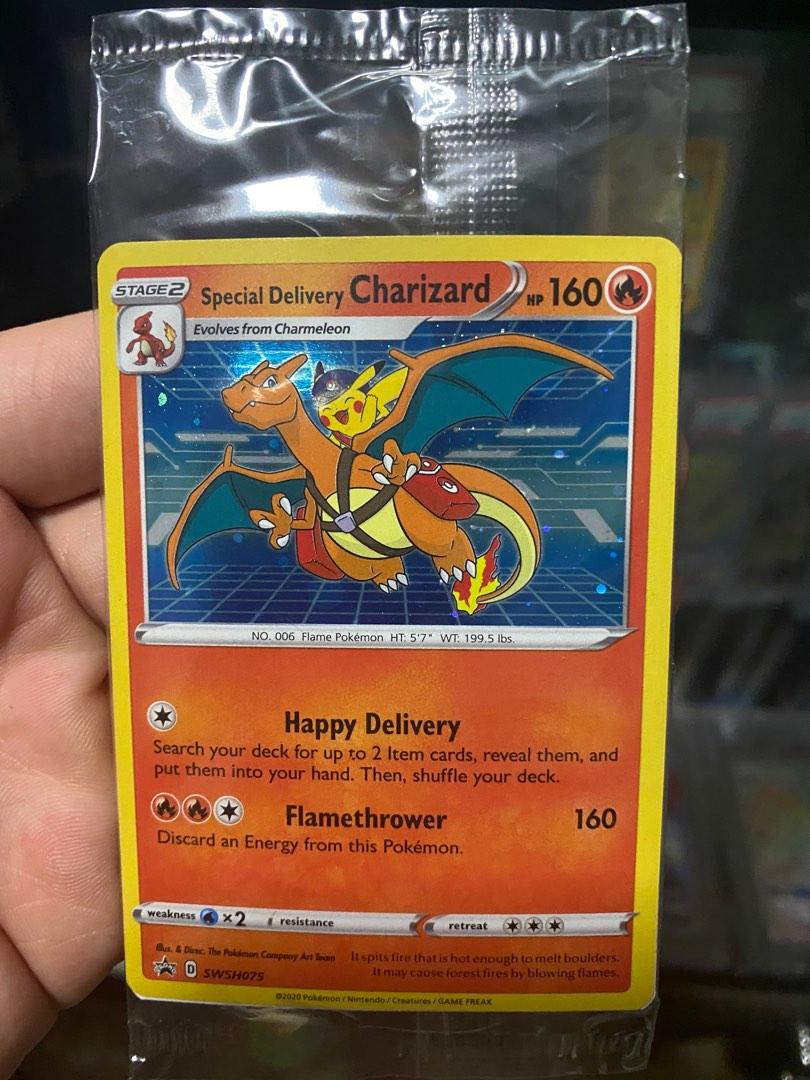 STAGE2 Special Delivery Charizard HP 160
Evolves from Charmeleon
NO. 006 Flame Pokémon HT: 5'7" WT: 199.5 lbs.
Happy Delivery
Search your deck for up to 2 Item cards, reveal them, and
put them into your hand. Then, shuffle your deck.
Flamethrower 160
Discard an Energy from this Pokémon.
weakness ×2 resistance retreat
Illus. & Direc. The Pokémon Company Art Team
It spits fire that is hot enough to melt boulders.
It may cause forest fires by blowing flames.
D SWSH075
©2020 Pokémon / Nintendo / Creatures / GAME FREAK